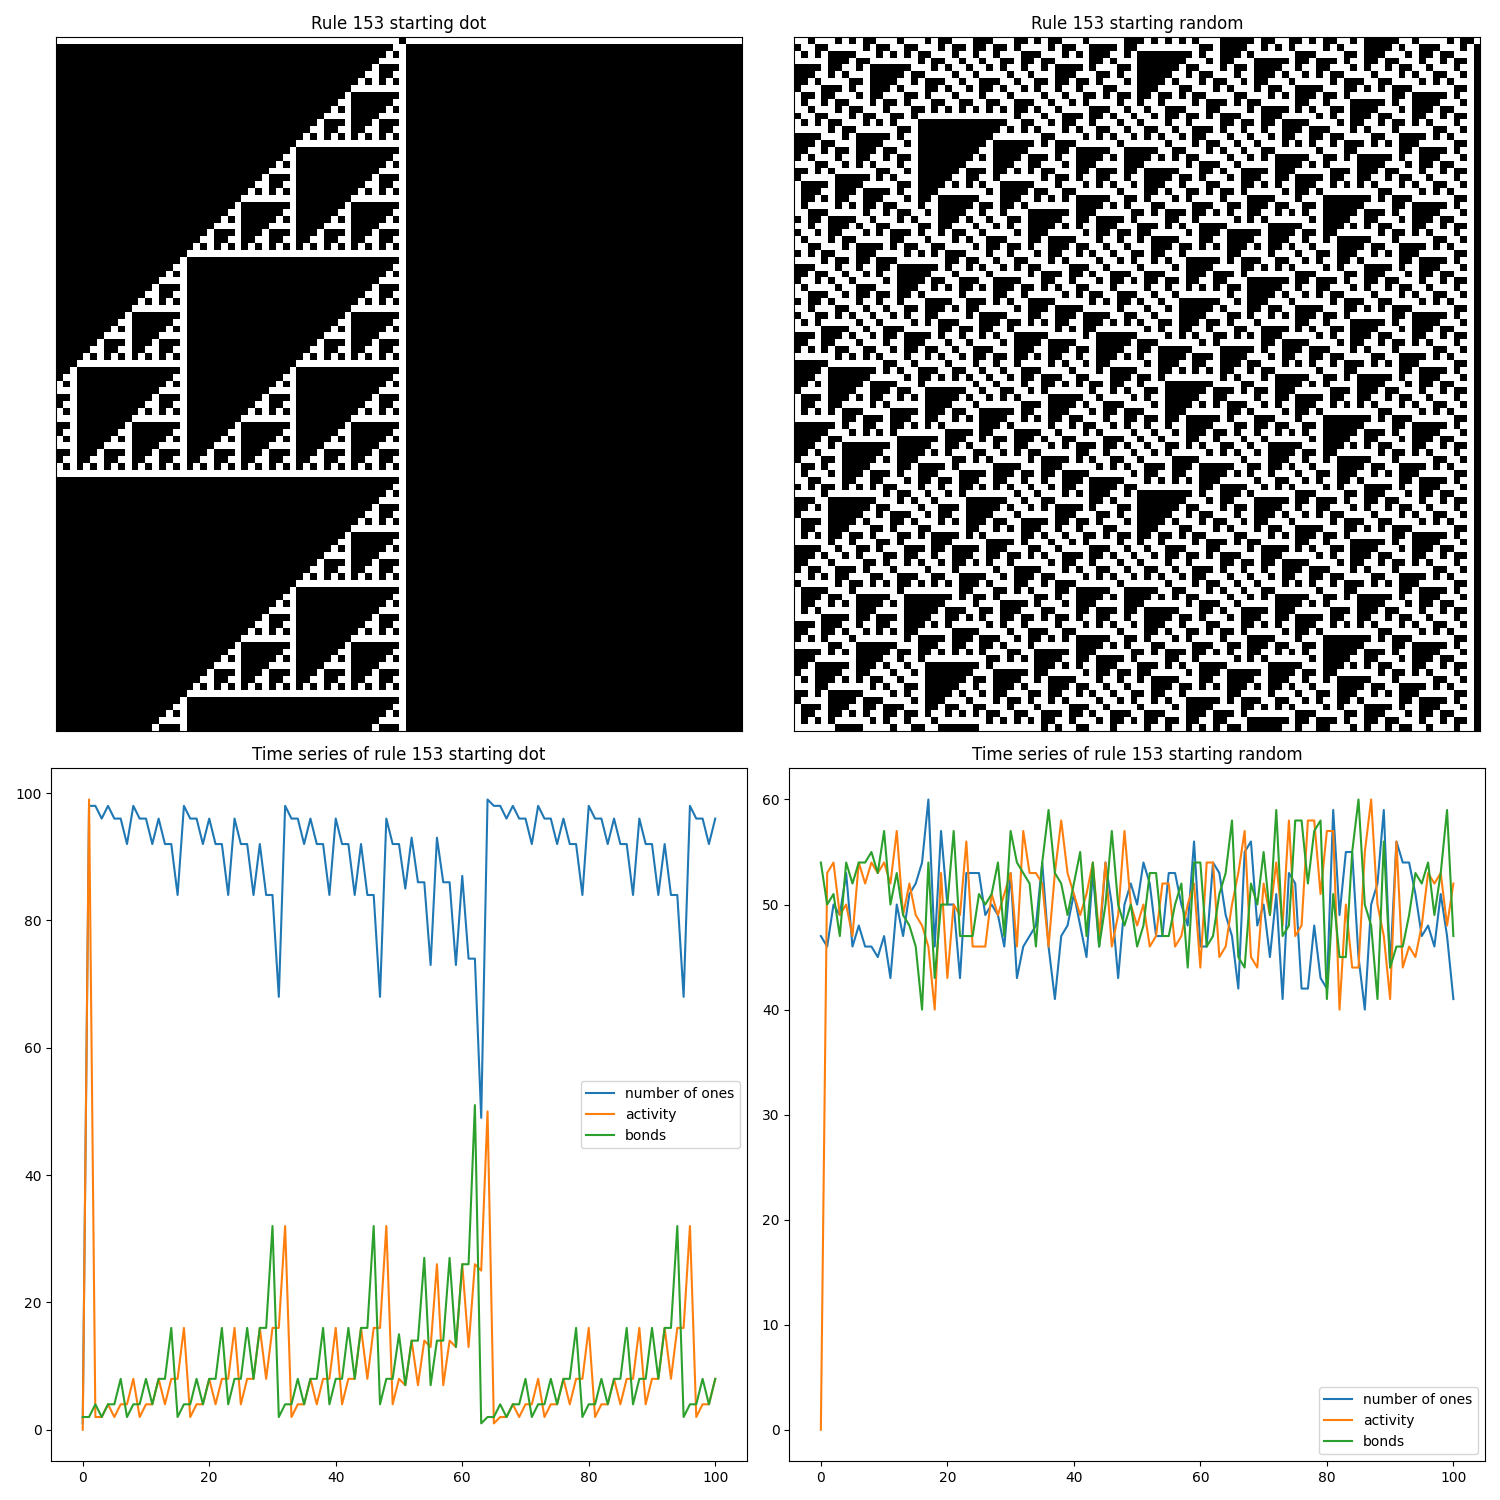 Rule 153 starting dot
Rule 153 starting random
Time series of rule 153 starting dot
100
80
60
40
20
0
number of ones
activity
bonds
0 20 40 60 80 100
Time series of rule 153 starting random
60
50
40
30
20
10
0
number of ones
activity
bonds
0 20 40 60 80 100